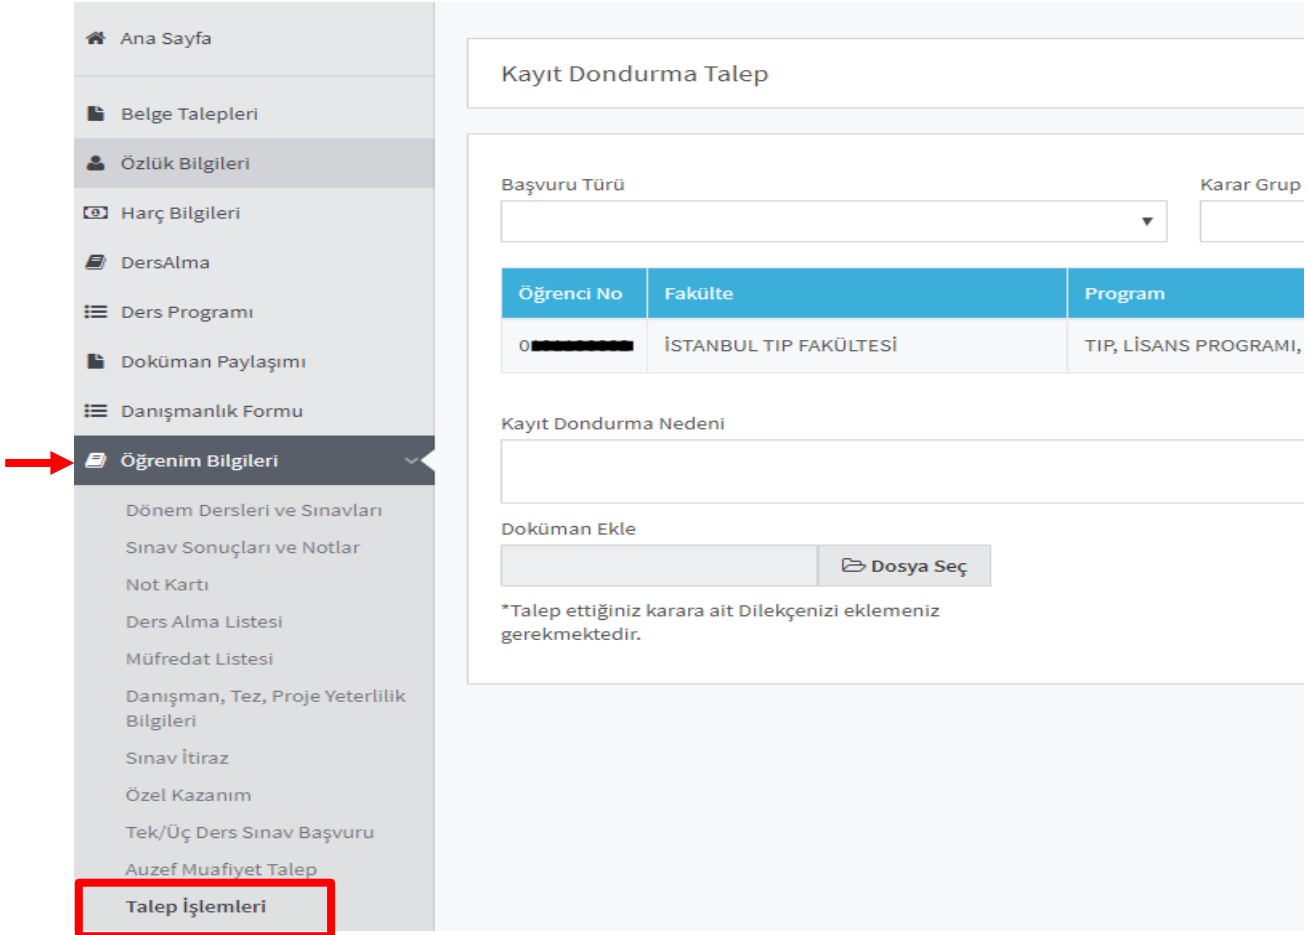 Ana Sayfa
Belge Talepleri
Özlük Bilgileri
Harç Bilgileri
DersAlma
Ders Programı
Doküman Paylaşımı
Danışmanlık Formu
Öğrenim Bilgileri
Dönem Dersleri ve Sınavları
Sınav Sonuçları ve Notlar
Not Kartı
Ders Alma Listesi
Müfredat Listesi
Danışman, Tez, Proje Yeterlilik
Bilgileri
Sınav İtiraz
Özel Kazanım
Tek/Üç Ders Sınav Başvuru
Auzef Muafiyet Talep
Talep İşlemleri
Kayıt Dondurma Talep
Başvuru Türü
Karar Grup
Öğrenci No Fakülte Program
0 İSTANBUL TIP FAKÜLTESİ TIP, LİSANS PROGRAMI,
Kayıt Dondurma Nedeni
Doküman Ekle
Dosya Seç
*Talep ettiğiniz karara ait Dilekçenizi eklemeniz
gerekmektedir.